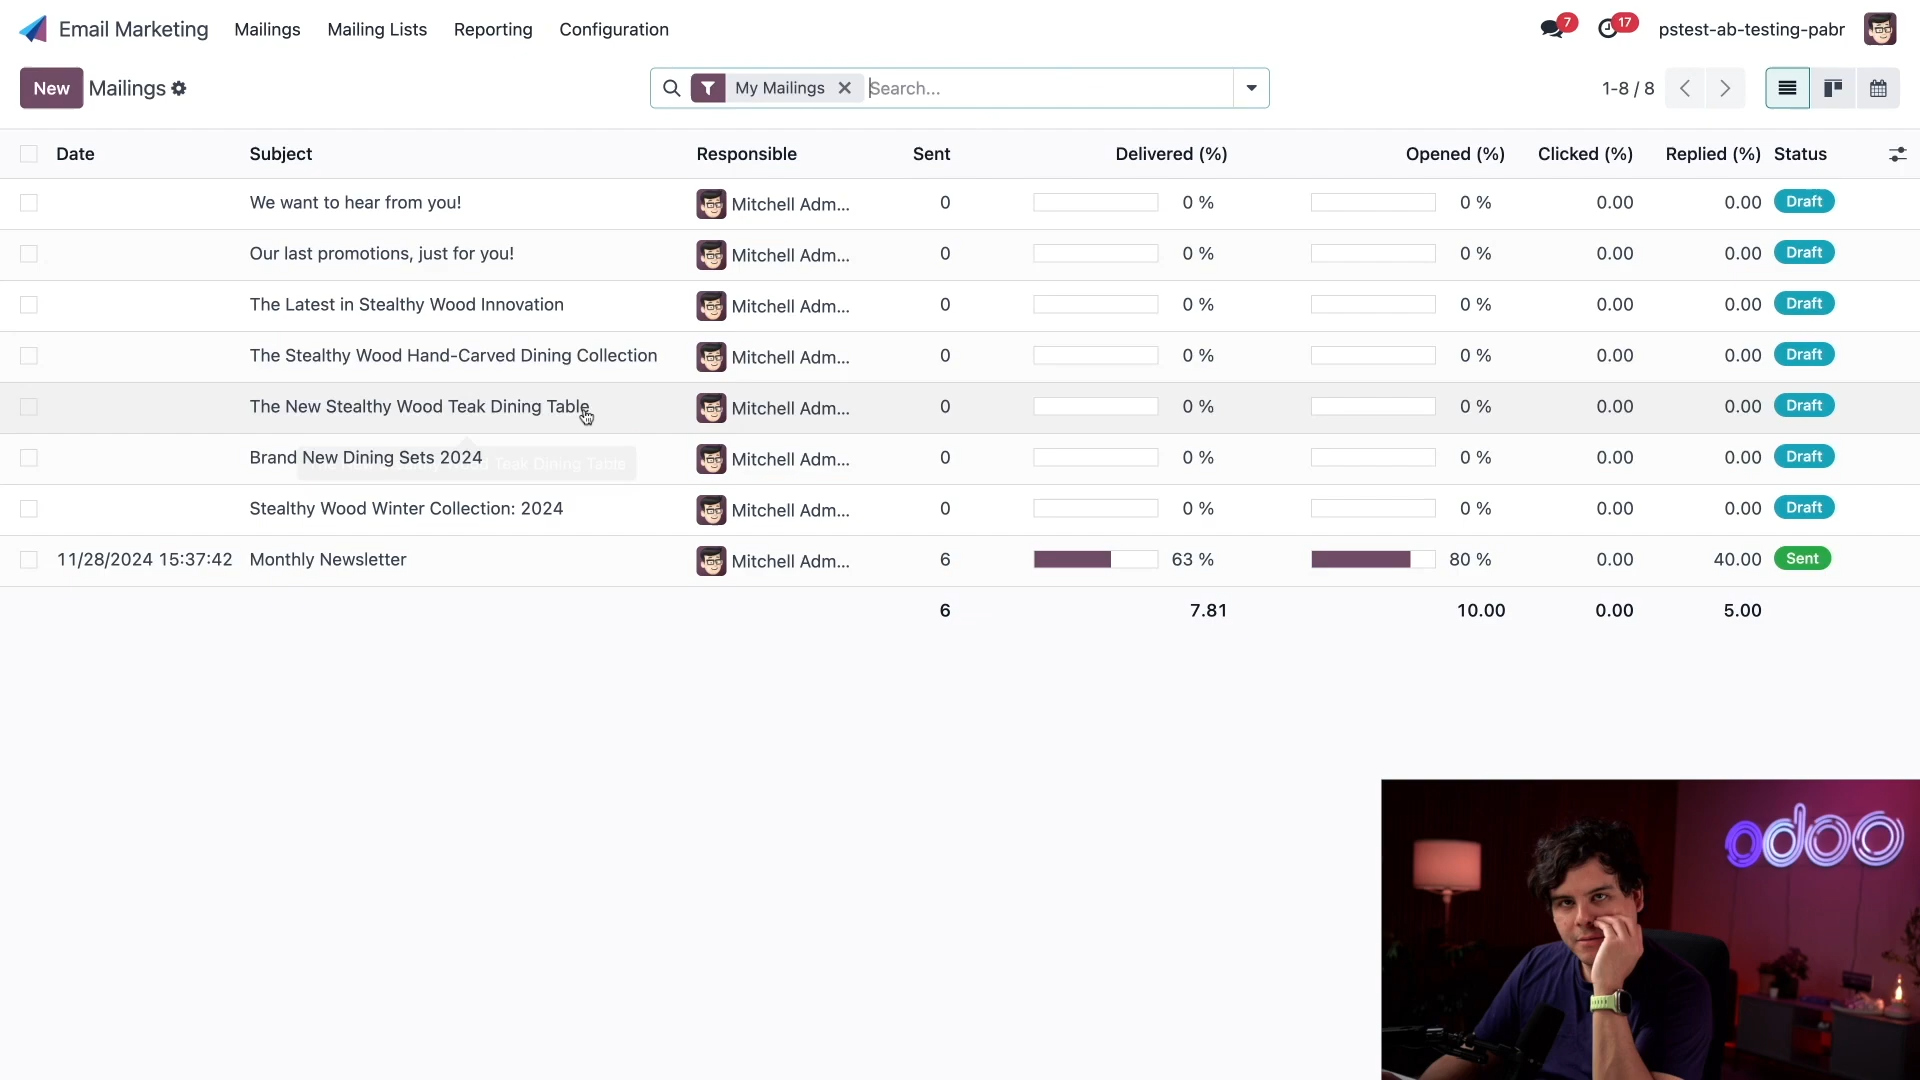 Email Marketing Mailings Mailing Lists Reporting Configuration 7 17 pstest-ab-testing-pabr
New Mailings My Mailings Search... 1-8 / 8
Date Subject Responsible Sent Delivered (%) Opened (%) Clicked (%) Replied (%) Status
We want to hear from you! Mitchell Adm... 0 0 % 0 % 0.00 0.00 Draft
Our last promotions, just for you! Mitchell Adm... 0 0 % 0 % 0.00 0.00 Draft
The Latest in Stealthy Wood Innovation Mitchell Adm... 0 0 % 0 % 0.00 0.00 Draft
The Stealthy Wood Hand-Carved Dining Collection Mitchell Adm... 0 0 % 0 % 0.00 0.00 Draft
The New Stealthy Wood Teak Dining Table Mitchell Adm... 0 0 % 0 % 0.00 0.00 Draft
Brand New Dining Sets 2024 Mitchell Adm... 0 0 % 0 % 0.00 0.00 Draft
Teak Dining Table
Stealthy Wood Winter Collection: 2024 Mitchell Adm... 0 0 % 0 % 0.00 0.00 Draft
11/28/2024 15:37:42 Monthly Newsletter Mitchell Adm... 6 63 % 80 % 0.00 40.00 Sent
6 7.81 10.00 0.00 5.00
odoo